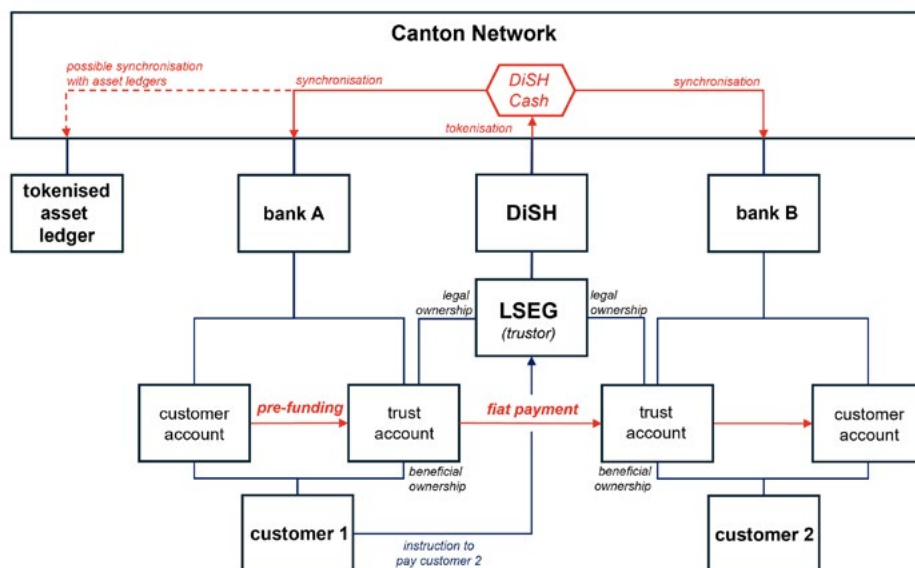 Canton Network
possible synchronisation
with asset ledgers
synchronisation
DiSH
Cash
synchronisation
tokenisation
tokenised
asset
ledger
bank A
DiSH
bank B
legal
ownership
LSEG
(trustor)
legal
ownership
customer
account
pre-funding
trust
account
fiat payment
trust
account
customer
account
beneficial
ownership
beneficial
ownership
customer 1
instruction to
pay customer 2
customer 2